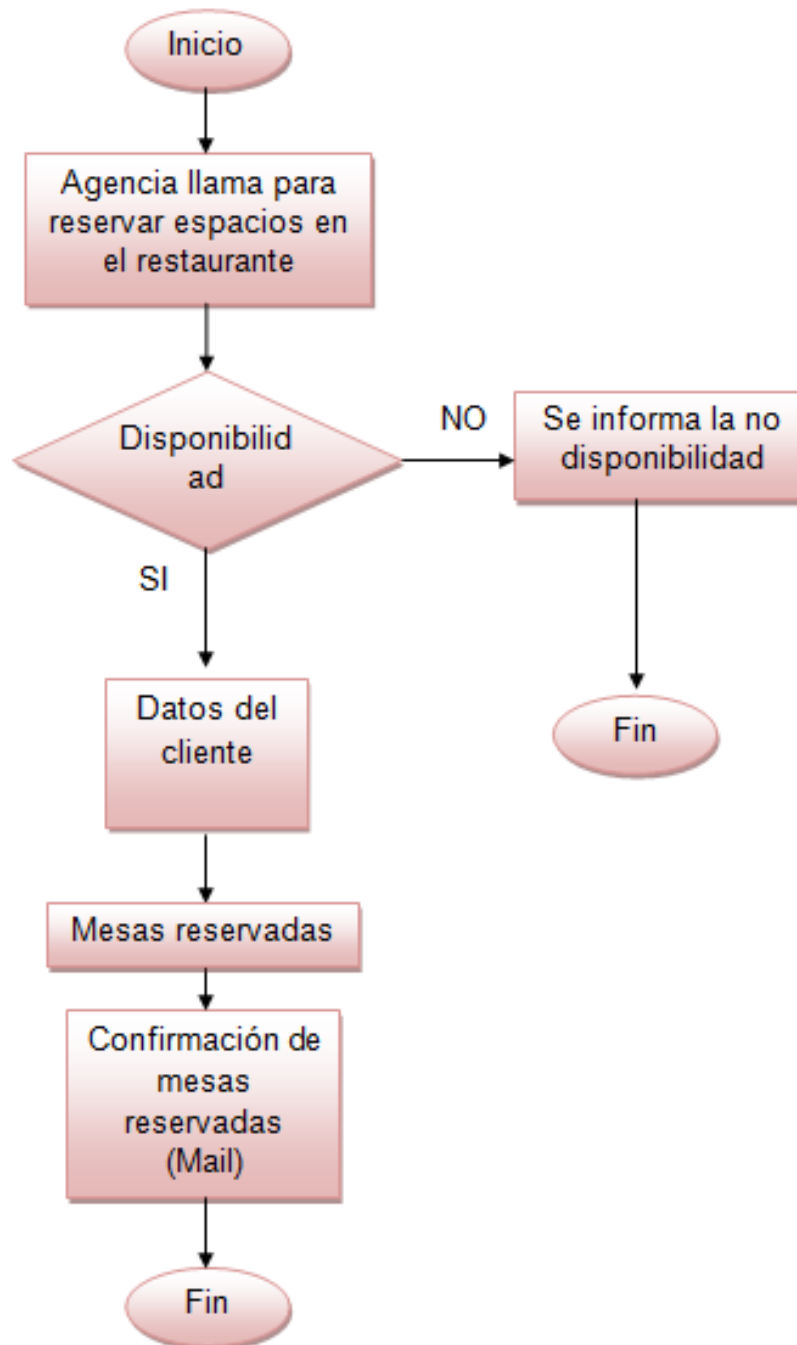 Inicio
Agencia llama para
reservar espacios en
el restaurante
Disponibilid
ad
NO
Se informa la no
disponibilidad
SI
Datos del
cliente
Fin
Mesas reservadas
Confirmación de
mesas
reservadas
(Mail)
Fin